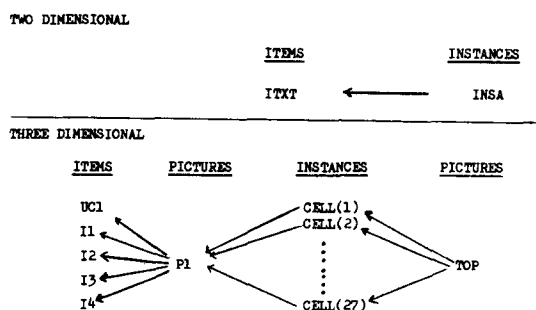 TWO DIMENSIONAL
ITEMS INSTANCES
ITXT INSA
THREE DIMENSIONAL
ITEMS PICTURES INSTANCES PICTURES
UC1 CELL(1)
I1 CELL(2)
I2 P1 TOP
I3
I4 CELL(27)